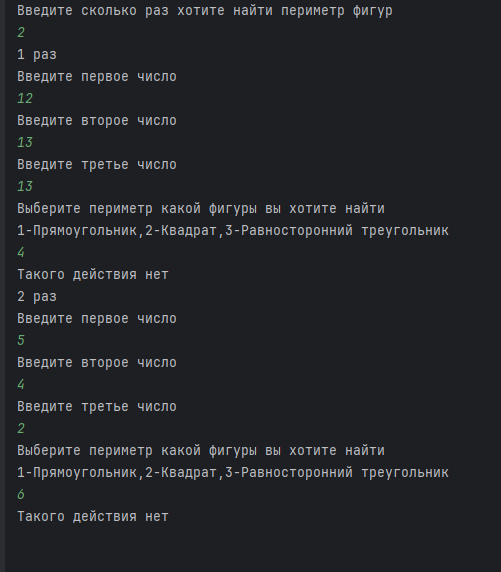 Введите сколько раз хотите найти периметр фигур
2
1 раз
Введите первое число
12
Введите второе число
13
Введите третье число
13
Выберите периметр какой фигуры вы хотите найти
1-Прямоугольник,2-Квадрат,3-Равносторонний треугольник
4
Такого действия нет
2 раз
Введите первое число
5
Введите второе число
4
Введите третье число
2
Выберите периметр какой фигуры вы хотите найти
1-Прямоугольник,2-Квадрат,3-Равносторонний треугольник
6
Такого действия нет